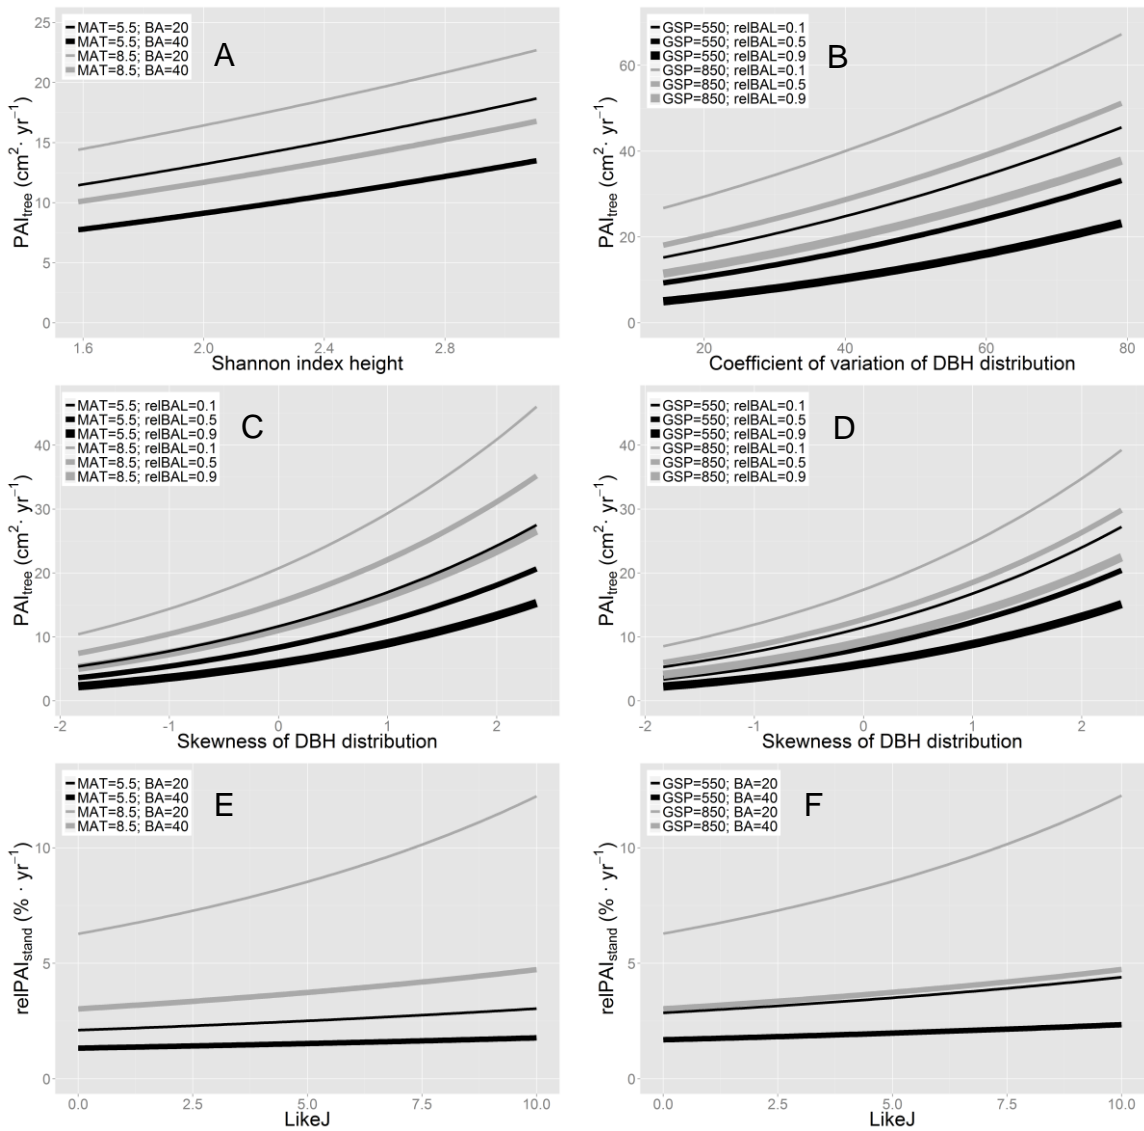 MAT=5.5; BA=20
MAT=5.5; BA=40
MAT=8.5; BA=20
MAT=8.5; BA=40
A
25
20
15
10
5
0
PAItree (cm²· yr⁻¹)
1.6 2.0 2.4 2.8
Shannon index height
GSP=550; relBAL=0.1
GSP=550; relBAL=0.5
GSP=550; relBAL=0.9
GSP=850; relBAL=0.1
GSP=850; relBAL=0.5
GSP=850; relBAL=0.9
B
60
40
20
0
PAItree (cm²· yr⁻¹)
20 40 60 80
Coefficient of variation of DBH distribution
MAT=5.5; relBAL=0.1
MAT=5.5; relBAL=0.5
MAT=5.5; relBAL=0.9
MAT=8.5; relBAL=0.1
MAT=8.5; relBAL=0.5
MAT=8.5; relBAL=0.9
C
40
30
20
10
0
PAItree (cm²· yr⁻¹)
-2 -1 0 1 2
Skewness of DBH distribution
GSP=550; relBAL=0.1
GSP=550; relBAL=0.5
GSP=550; relBAL=0.9
GSP=850; relBAL=0.1
GSP=850; relBAL=0.5
GSP=850; relBAL=0.9
D
40
30
20
10
0
PAItree (cm²· yr⁻¹)
-2 -1 0 1 2
Skewness of DBH distribution
MAT=5.5; BA=20
MAT=5.5; BA=40
MAT=8.5; BA=20
MAT=8.5; BA=40
E
10
5
0
relPAIstand (% · yr⁻¹)
0.0 2.5 5.0 7.5 10.0
LikeJ
GSP=550; BA=20
GSP=550; BA=40
GSP=850; BA=20
GSP=850; BA=40
F
10
5
0
relPAIstand (% · yr⁻¹)
0.0 2.5 5.0 7.5 10.0
LikeJ